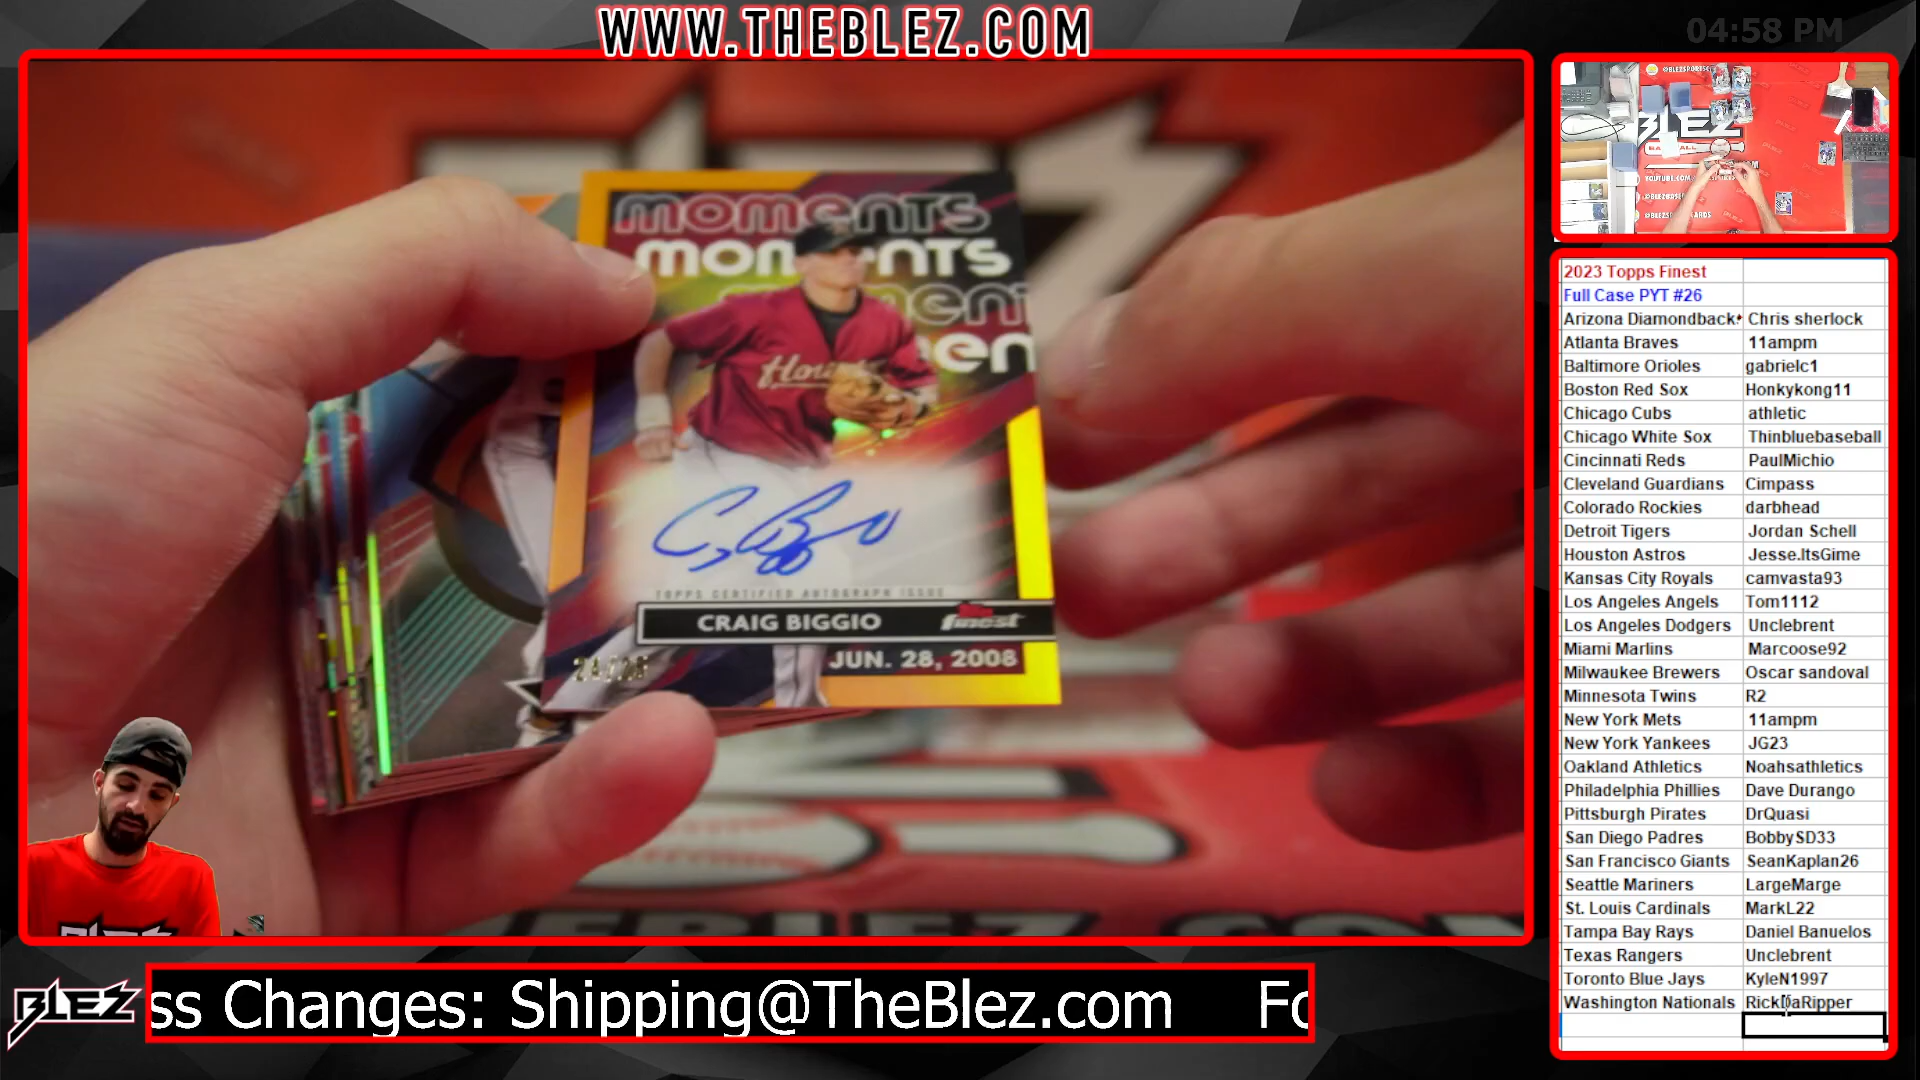 WWW.THEBLEZ.COM
04:58 PM
moments
moments
CRAIG BIGGIO
finest
TOPPS CERTIFIED AUTOGRAPH ISSUE
JUN. 28, 2008
BLEZ
2023 Topps Finest
Full Case PYT #26
Arizona Diamondback Chris sherlock
Atlanta Braves 11ampm
Baltimore Orioles gabrielc1
Boston Red Sox Honkykong11
Chicago Cubs athletic
Chicago White Sox Thinbluebaseball
Cincinnati Reds PaulMichio
Cleveland Guardians Cimpass
Colorado Rockies darbhead
Detroit Tigers Jordan Schell
Houston Astros Jesse.ItsGime
Kansas City Royals camvasta93
Los Angeles Angels Tom1112
Los Angeles Dodgers Unclebrent
Miami Marlins Marcoose92
Milwaukee Brewers Oscar sandoval
Minnesota Twins R2
New York Mets 11ampm
New York Yankees JG23
Oakland Athletics Noahsathletics
Philadelphia Phillies Dave Durango
Pittsburgh Pirates DrQuasi
San Diego Padres BobbySD33
San Francisco Giants SeanKaplan26
Seattle Mariners LargeMarge
St. Louis Cardinals MarkL22
Tampa Bay Rays Daniel Banuelos
Texas Rangers Unclebrent
Toronto Blue Jays KyleN1997
Washington Nationals RickDaRipper
BLEZ
ss Changes: Shipping@TheBlez.com Fo